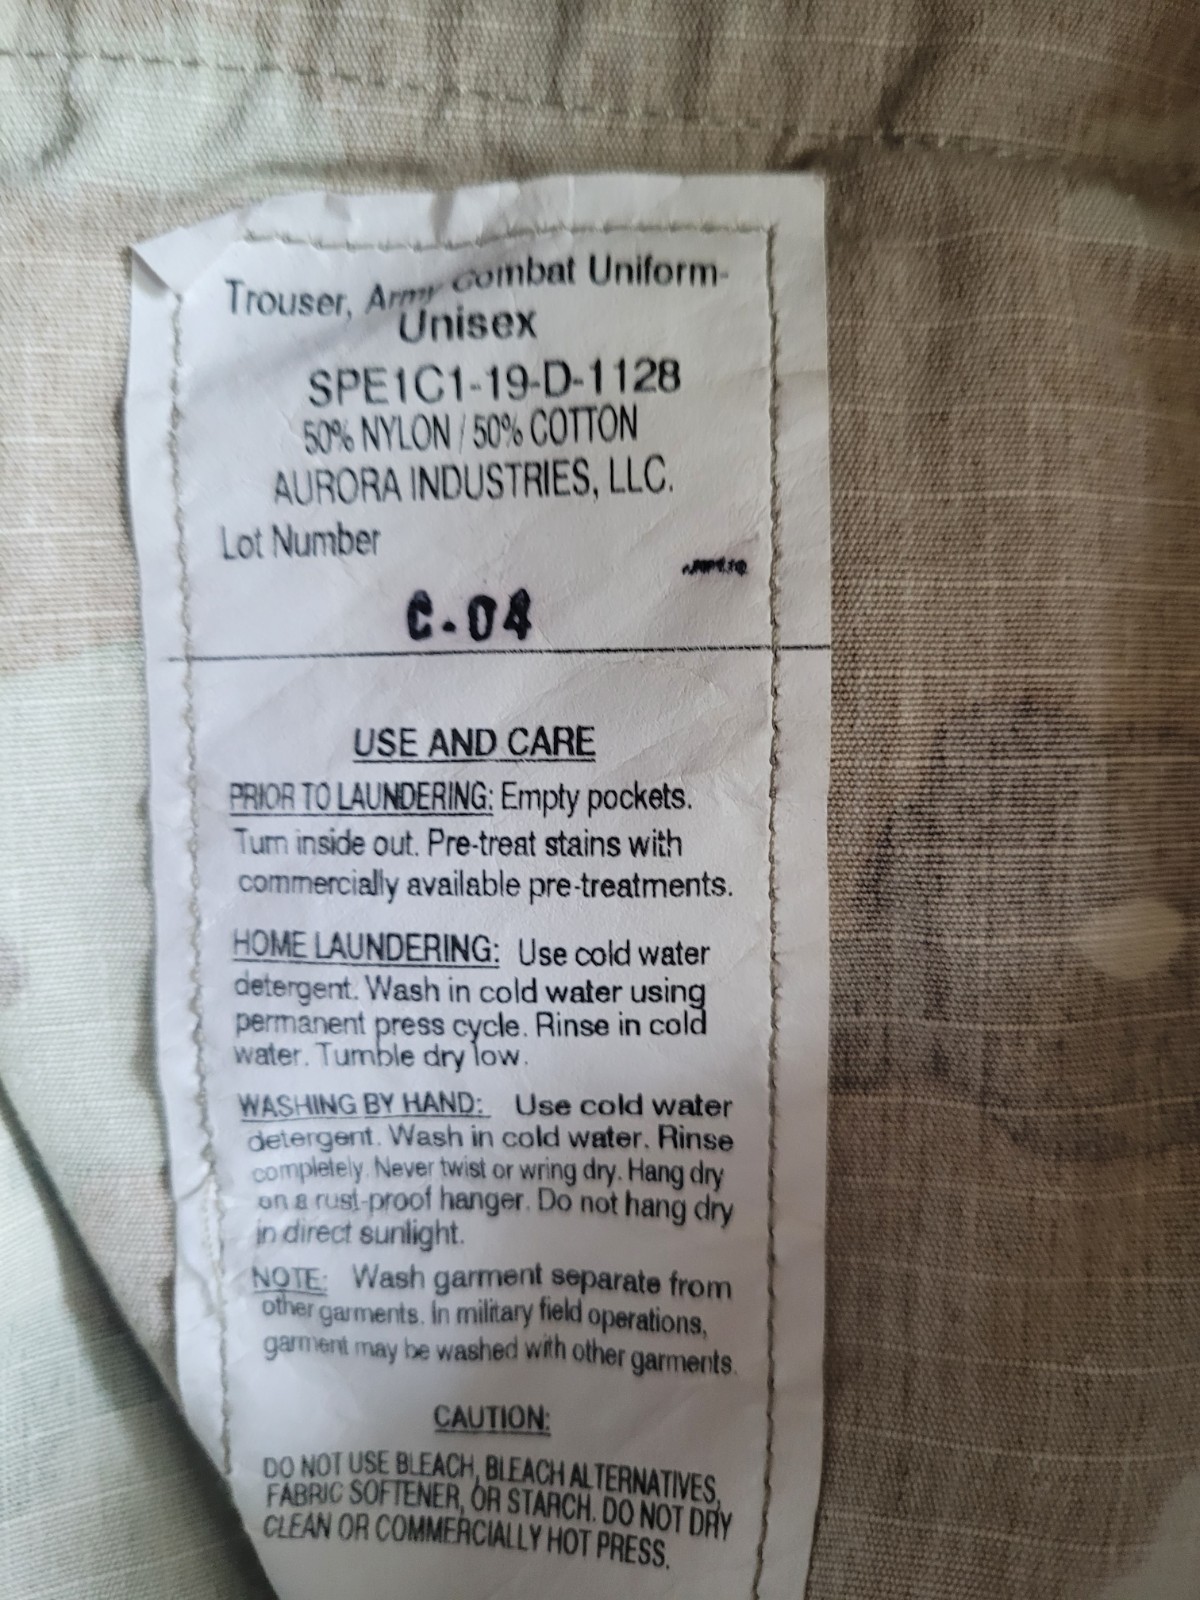 Trouser, Army Combat Uniform-
Unisex
SPE1C1-19-D-1128
50% NYLON / 50% COTTON
AURORA INDUSTRIES, LLC.
Lot Number
C-04
USE AND CARE
PRIOR TO LAUNDERING: Empty pockets.
Turn inside out. Pre-treat stains with
commercially available pre-treatments.
HOME LAUNDERING: Use cold water
detergent. Wash in cold water using
permanent press cycle. Rinse in cold
water. Tumble dry low.
WASHING BY HAND: Use cold water
detergent. Wash in cold water. Rinse
completely. Never twist or wring dry. Hang dry
on a rust-proof hanger. Do not hang dry
in direct sunlight.
NOTE: Wash garment separate from
other garments. In military field operations,
garment may be washed with other garments.
CAUTION:
DO NOT USE BLEACH, BLEACH ALTERNATIVES,
FABRIC SOFTENER, OR STARCH. DO NOT DRY
CLEAN OR COMMERCIALLY HOT PRESS.